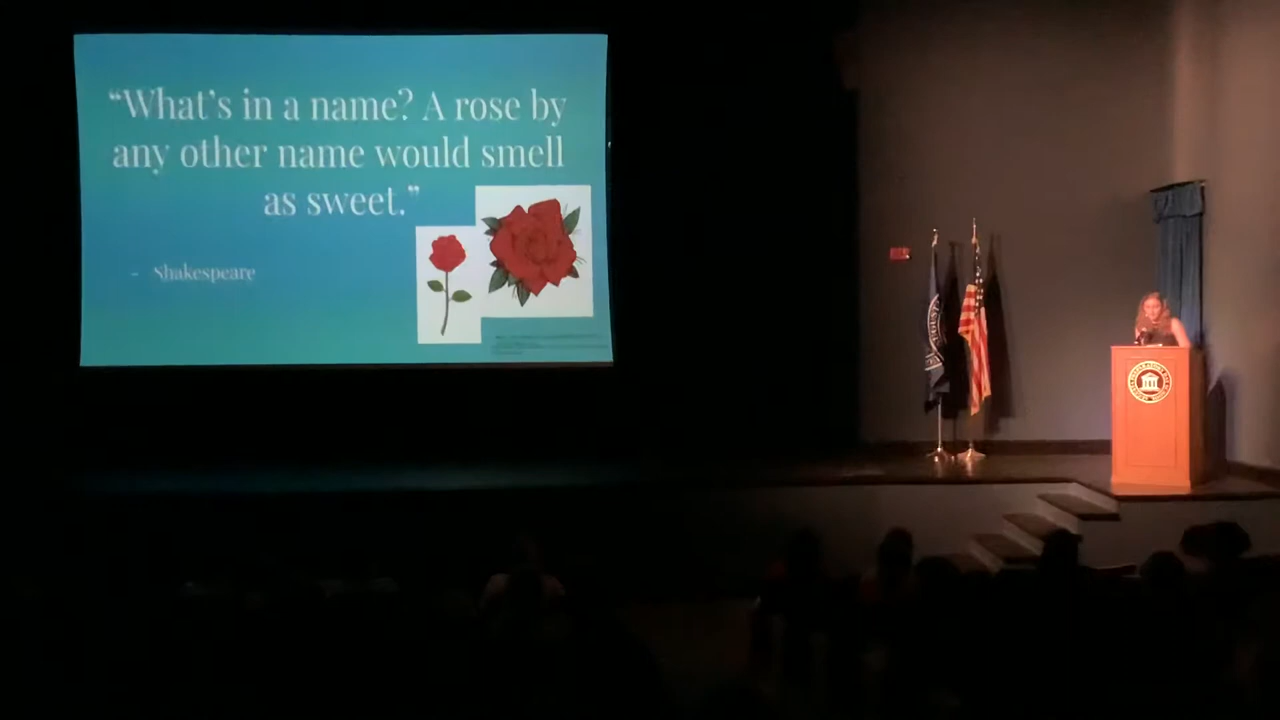 “What’s in a name? A rose by
any other name would smell
as sweet.”
- Shakespeare